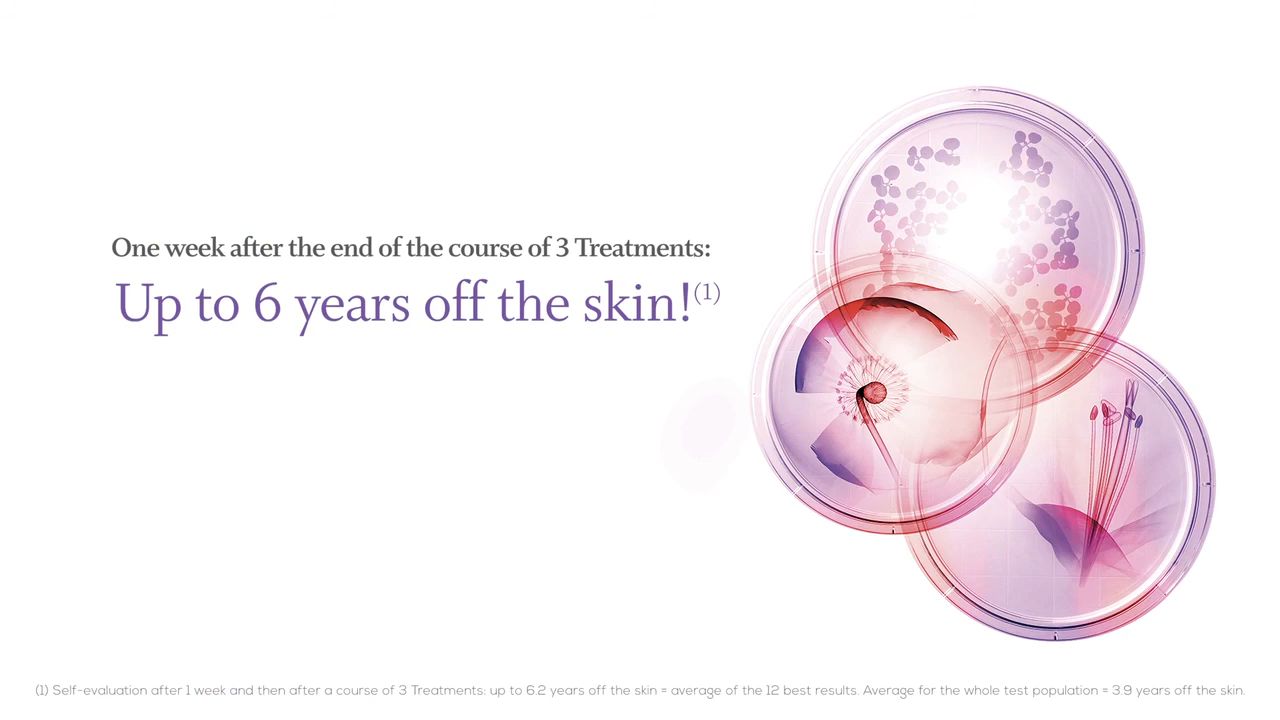 One week after the end of the course of 3 Treatments:
Up to 6 years off the skin!(1)
(1) Self-evaluation after 1 week and then after a course of 3 Treatments: up to 6.2 years off the skin = average of the 12 best results. Average for the whole test population = 3.9 years off the skin.